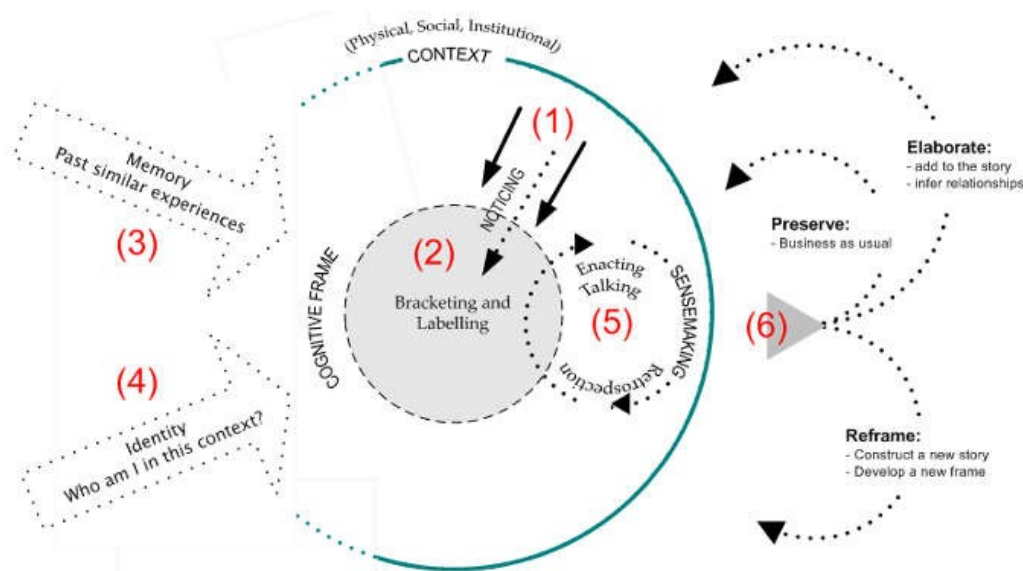 (Physical, Social, Institutional)
CONTEXT
(1)
NOTICING
Memory
Past similar experiences
(3)
(2)
Bracketing and
Labelling
COGNITIVE FRAME
Enacting
Talking
(5)
Retrospection
SENSEMAKING
(4)
Identity
Who am I in this context?
Elaborate:
- add to the story
- infer relationships
Preserve:
- Business as usual
(6)
Reframe:
- Construct a new story
- Develop a new frame